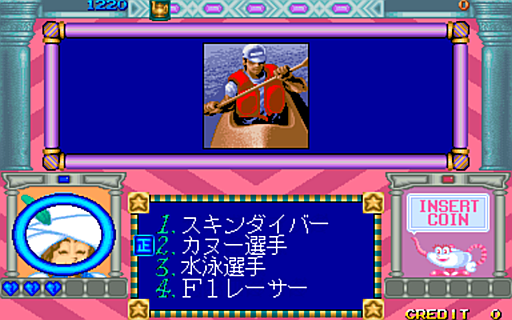 1220
0
1. スキンダイバー
正 2. カヌー選手
3. 水泳選手
4. F1レーサー
INSERT
COIN
CREDIT 0